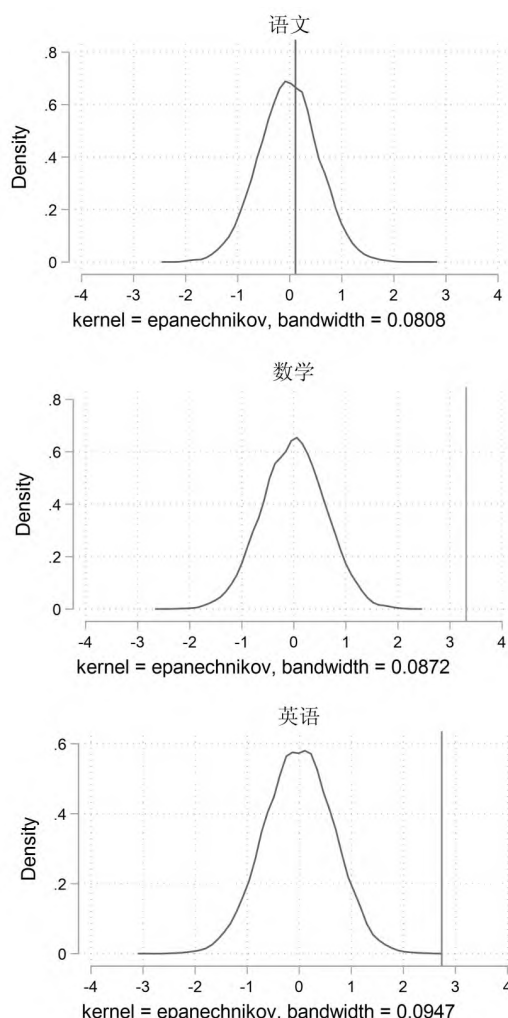 语文
.8
.6
.4
.2
0
Density
-4 -3 -2 -1 0 1 2 3 4
kernel = epanechnikov, bandwidth = 0.0808
数学
.8
.6
.4
.2
0
Density
-4 -3 -2 -1 0 1 2 3 4
kernel = epanechnikov, bandwidth = 0.0872
英语
.6
.4
.2
0
Density
-4 -3 -2 -1 0 1 2 3 4
kernel = epanechnikov, bandwidth = 0.0947